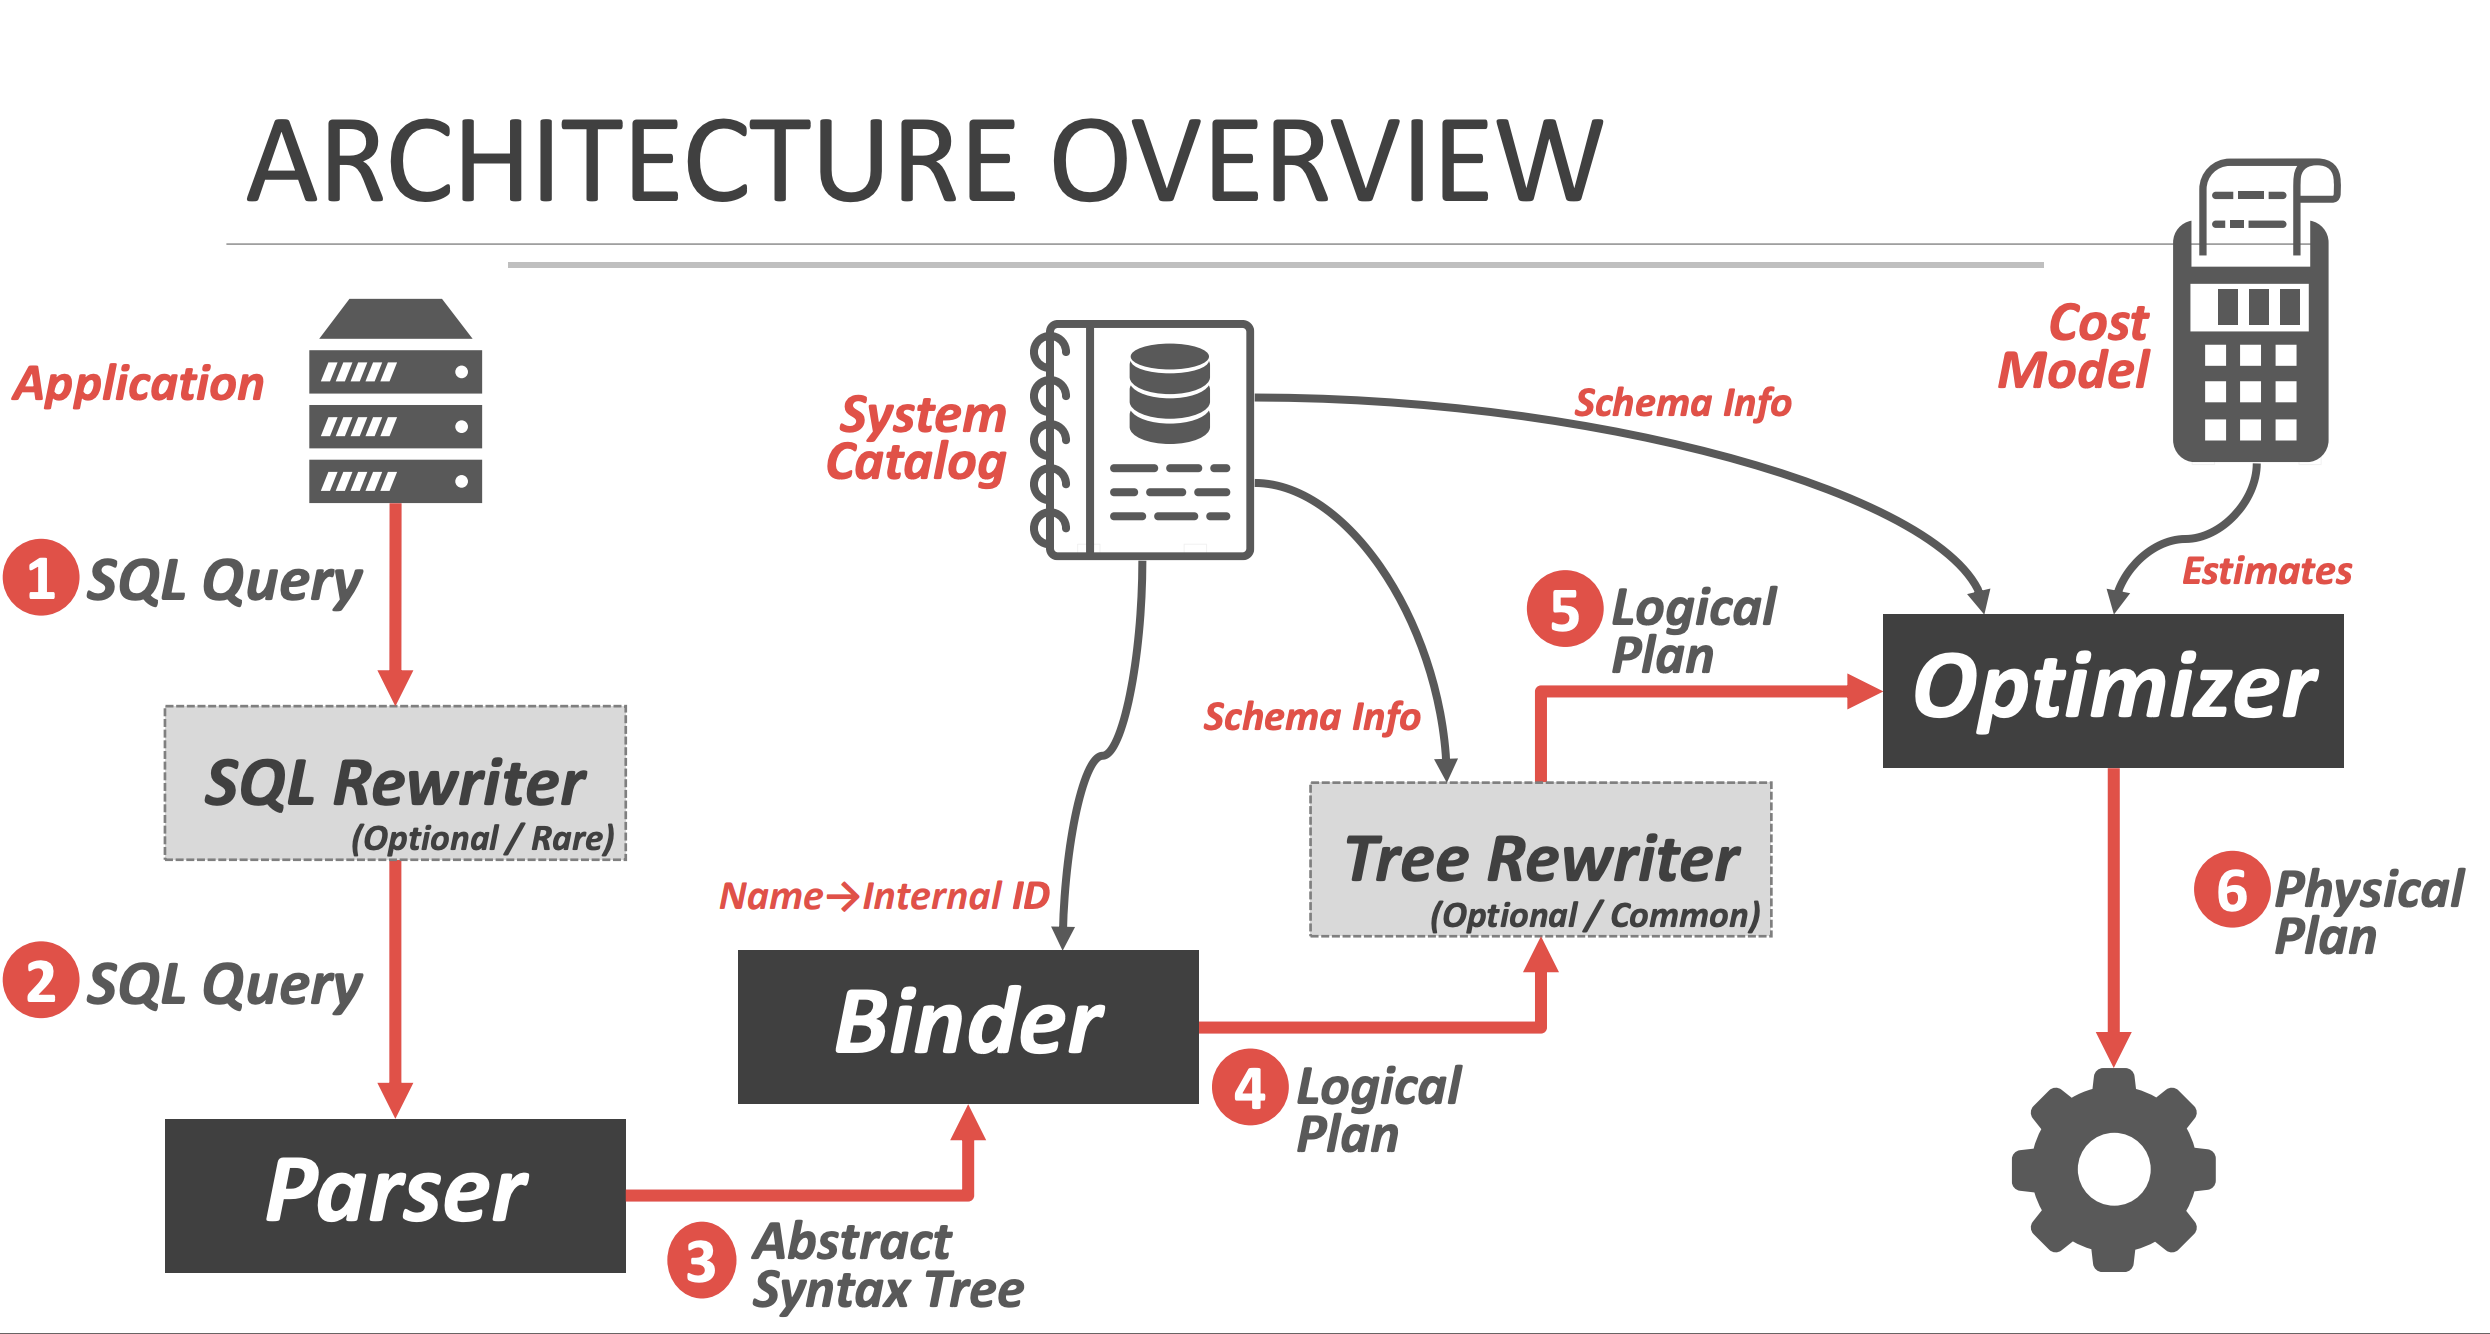 ARCHITECTURE OVERVIEW
Application
1 SQL Query
SQL Rewriter
(Optional / Rare)
2 SQL Query
Parser
3 Abstract
Syntax Tree
System
Catalog
Name→Internal ID
Binder
4 Logical
Plan
Schema Info
Tree Rewriter
(Optional / Common)
5 Logical
Plan
Schema Info
Cost
Model
Estimates
Optimizer
6 Physical
Plan